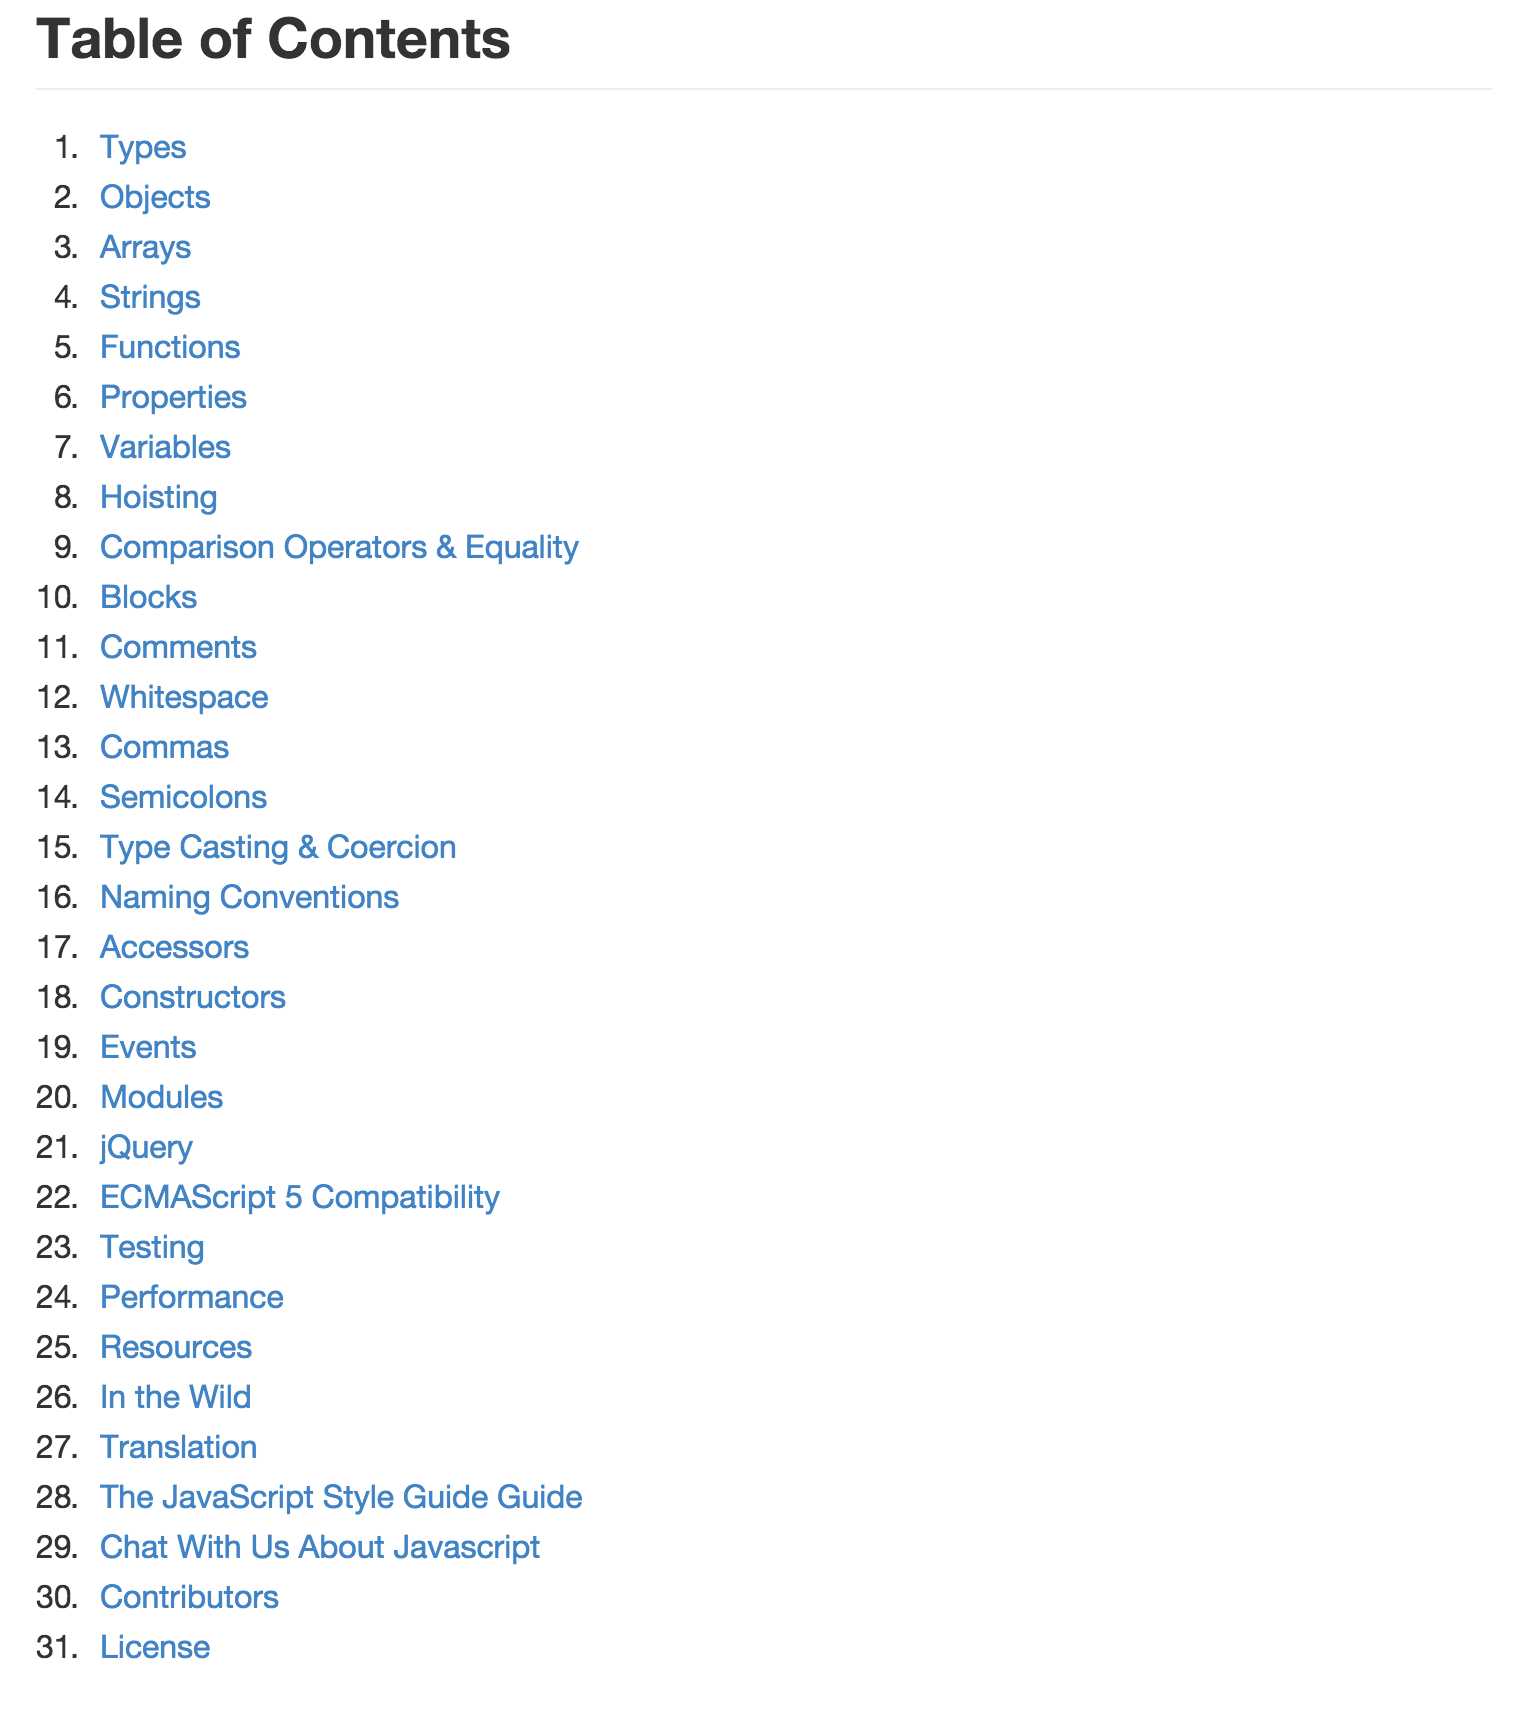 Table of Contents
1. Types
2. Objects
3. Arrays
4. Strings
5. Functions
6. Properties
7. Variables
8. Hoisting
9. Comparison Operators & Equality
10. Blocks
11. Comments
12. Whitespace
13. Commas
14. Semicolons
15. Type Casting & Coercion
16. Naming Conventions
17. Accessors
18. Constructors
19. Events
20. Modules
21. jQuery
22. ECMAScript 5 Compatibility
23. Testing
24. Performance
25. Resources
26. In the Wild
27. Translation
28. The JavaScript Style Guide Guide
29. Chat With Us About Javascript
30. Contributors
31. License